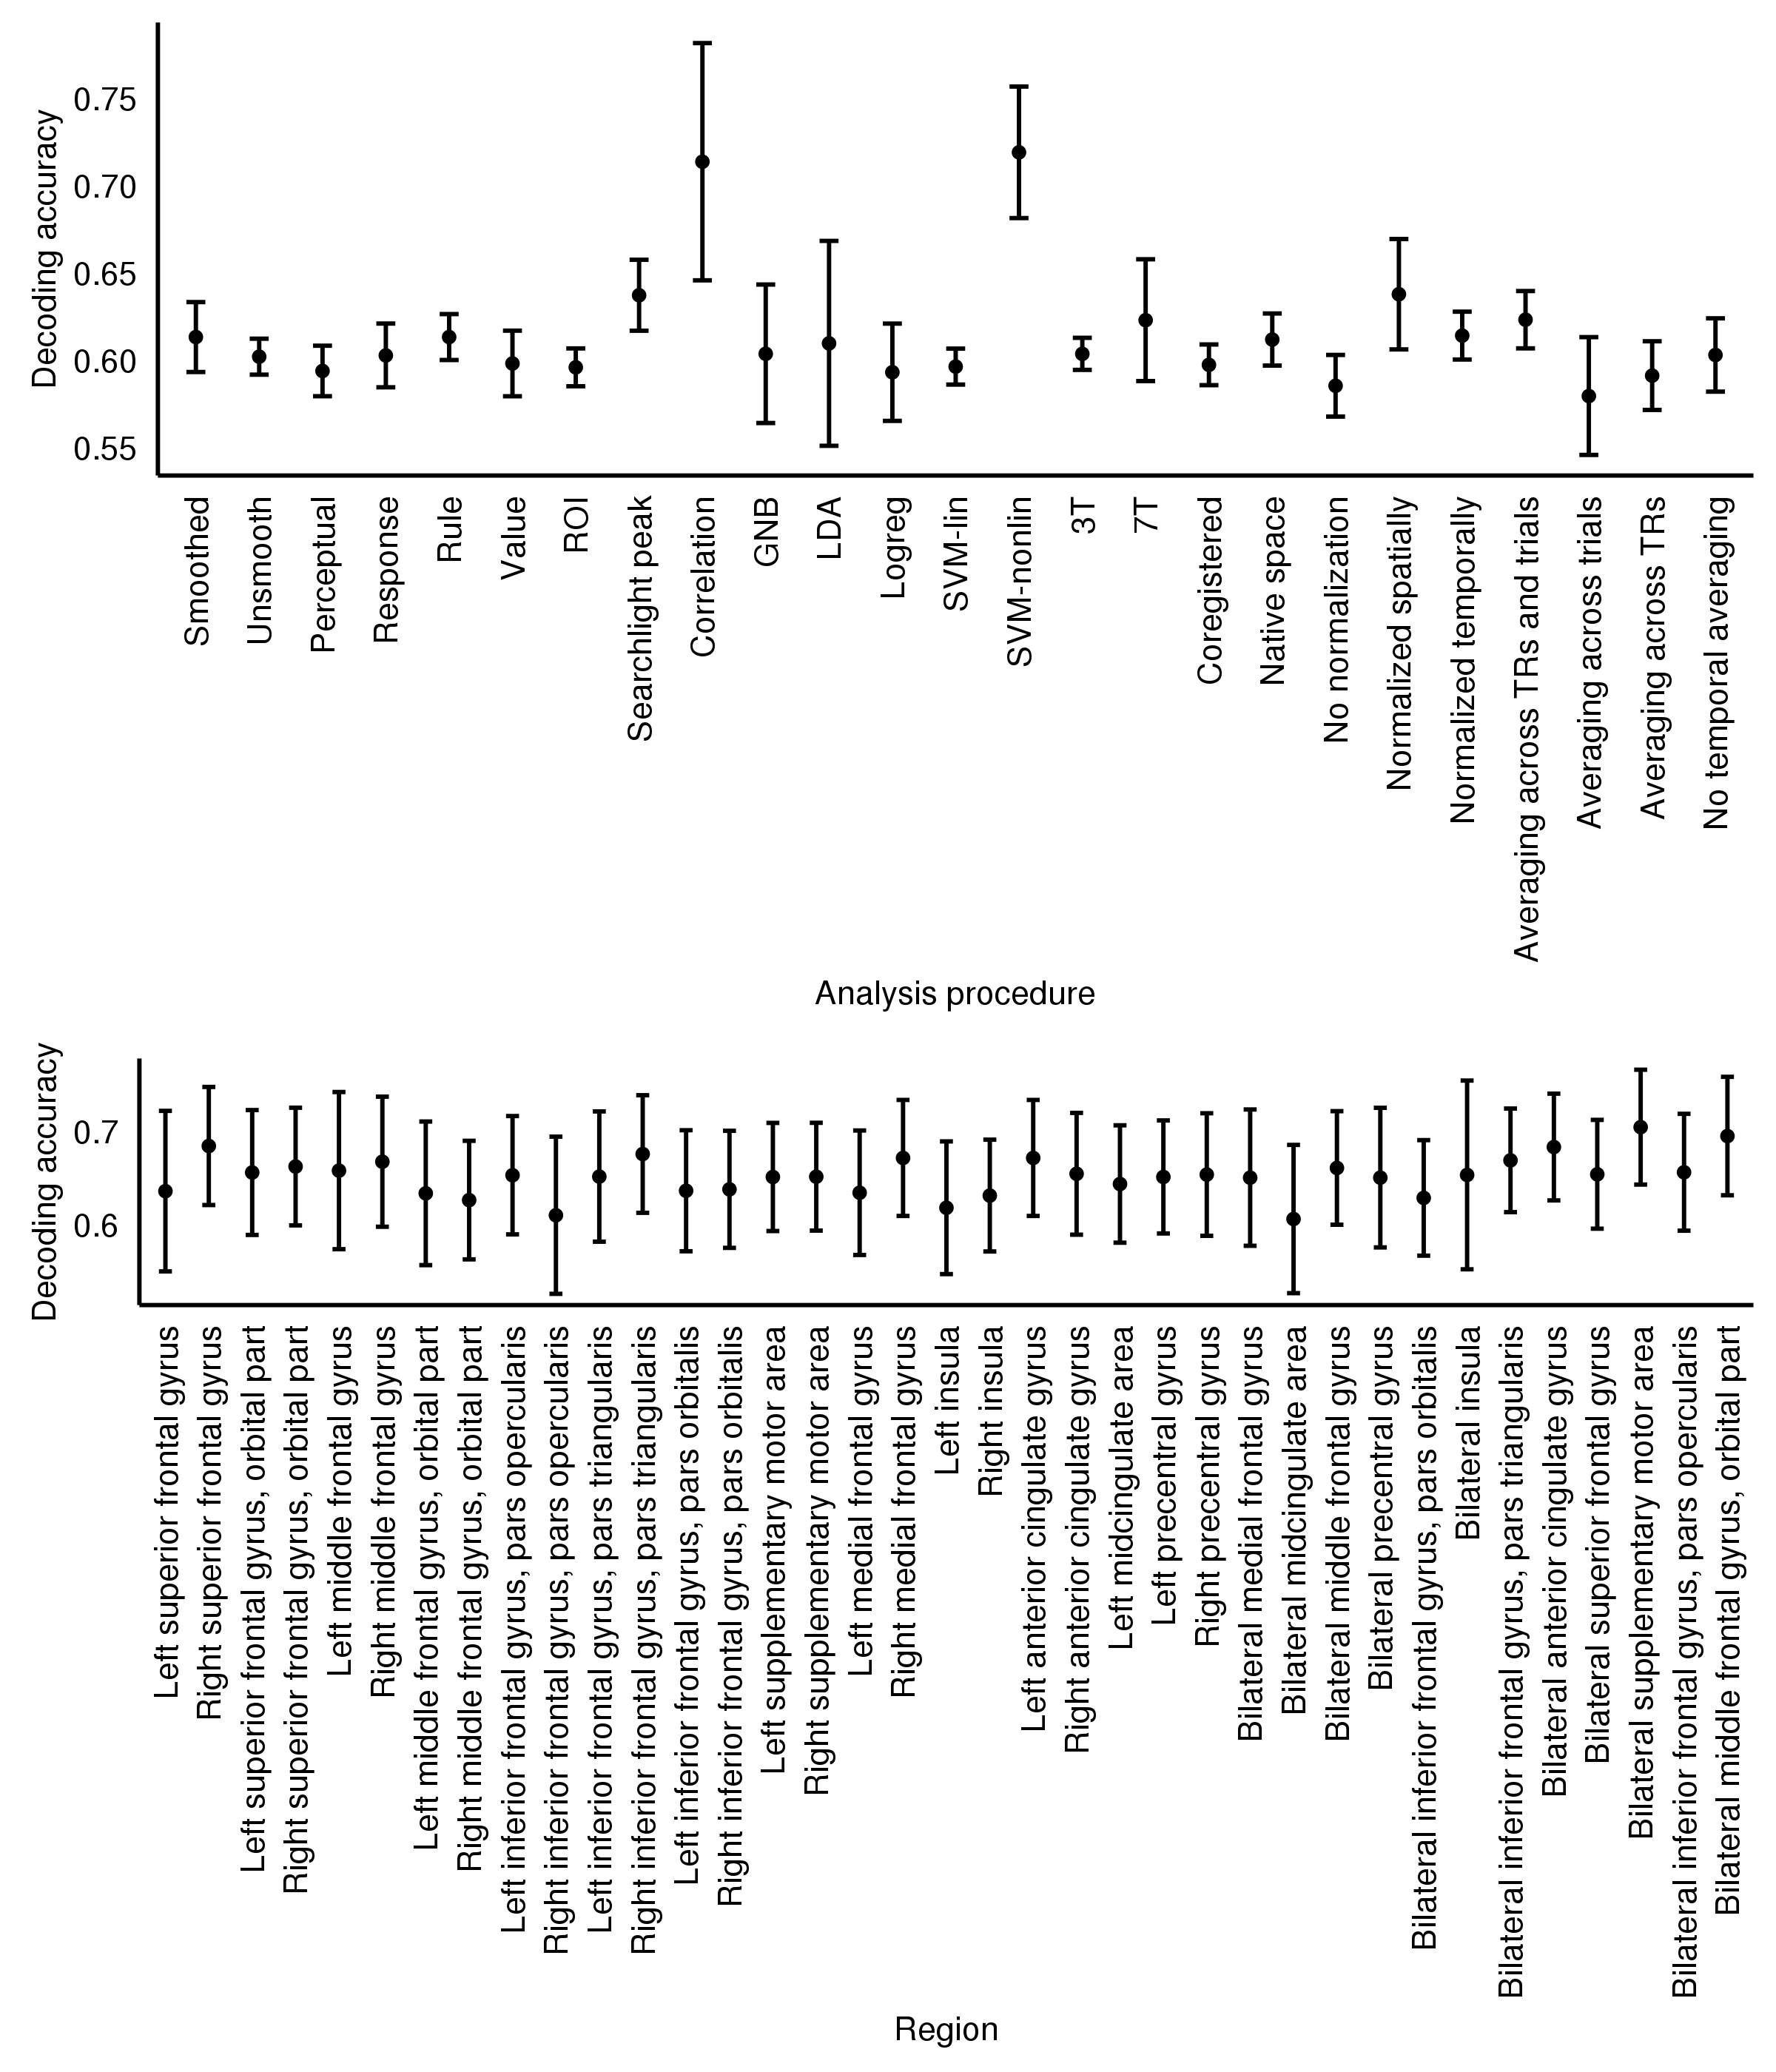 Decoding accuracy
0.75
0.70
0.65
0.60
0.55
Smoothed
Unsmooth
Perceptual
Response
Rule
Value
ROI
Searchlight peak
Correlation
GNB
LDA
Logreg
SVM-lin
SVM-nonlin
3T
7T
Coregistered
Native space
No normalization
Normalized spatially
Normalized temporally
Averaging across TRs and trials
Averaging across trials
Averaging across TRs
No temporal averaging
Analysis procedure
Decoding accuracy
0.7
0.6
Left superior frontal gyrus
Right superior frontal gyrus
Left superior frontal gyrus, orbital part
Right superior frontal gyrus, orbital part
Left middle frontal gyrus
Right middle frontal gyrus
Left middle frontal gyrus, orbital part
Right middle frontal gyrus, orbital part
Left inferior frontal gyrus, pars opercularis
Right inferior frontal gyrus, pars opercularis
Left inferior frontal gyrus, pars triangularis
Right inferior frontal gyrus, pars triangularis
Left inferior frontal gyrus, pars orbitalis
Right inferior frontal gyrus, pars orbitalis
Left supplementary motor area
Right supplementary motor area
Left medial frontal gyrus
Right medial frontal gyrus
Left insula
Right insula
Left anterior cingulate gyrus
Right anterior cingulate gyrus
Left midcingulate area
Left precentral gyrus
Right precentral gyrus
Bilateral medial frontal gyrus
Bilateral midcingulate area
Bilateral middle frontal gyrus
Bilateral precentral gyrus
Bilateral inferior frontal gyrus, pars orbitalis
Bilateral insula
Bilateral inferior frontal gyrus, pars triangularis
Bilateral anterior cingulate gyrus
Bilateral superior frontal gyrus
Bilateral supplementary motor area
Bilateral inferior frontal gyrus, pars opercularis
Bilateral middle frontal gyrus, orbital part
Region